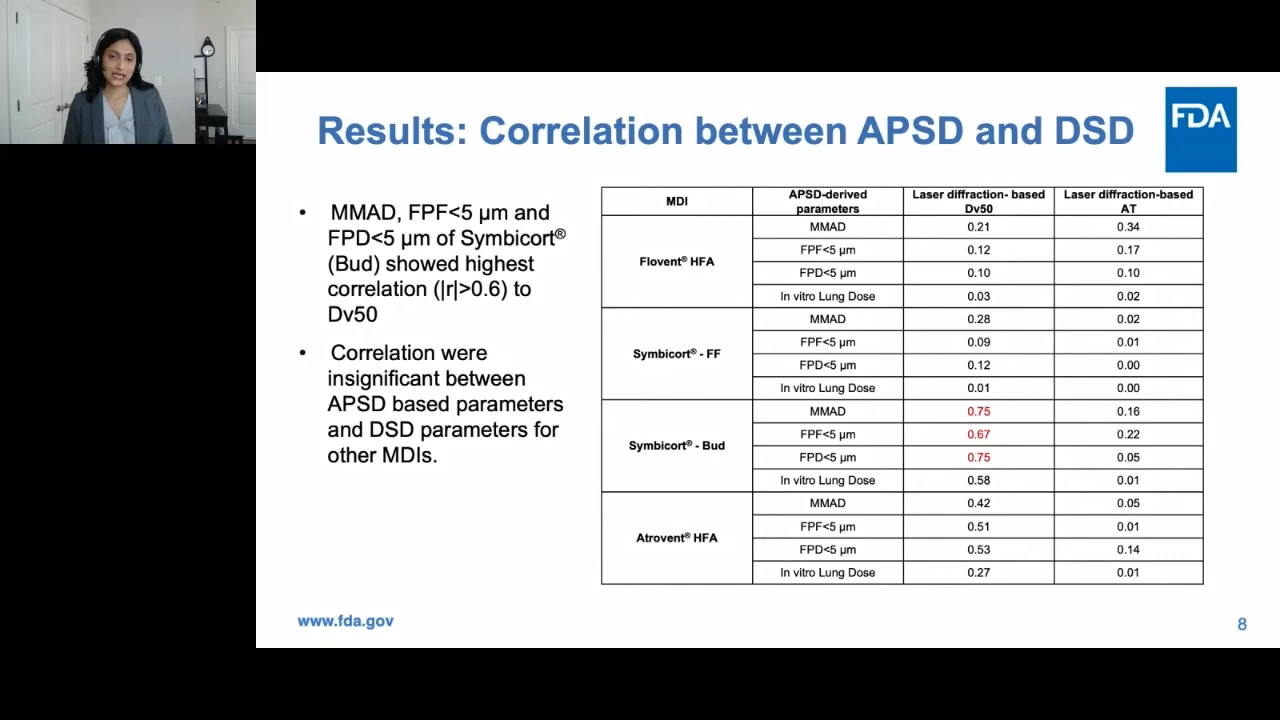 Results: Correlation between APSD and DSD
FDA
• MMAD, FPF<5 µm and
FPD<5 µm of Symbicort®
(Bud) showed highest
correlation (|r|>0.6) to
Dv50
• Correlation were
insignificant between
APSD based parameters
and DSD parameters for
other MDIs.
MDI
APSD-derived
parameters
Laser diffraction- based
Dv50
Laser diffraction-based
AT
Flovent® HFA
MMAD 0.21 0.34
FPF<5 µm 0.12 0.17
FPD<5 µm 0.10 0.10
In vitro Lung Dose 0.03 0.02
Symbicort® - FF
MMAD 0.28 0.02
FPF<5 µm 0.09 0.01
FPD<5 µm 0.12 0.00
In vitro Lung Dose 0.01 0.00
Symbicort® - Bud
MMAD 0.75 0.16
FPF<5 µm 0.67 0.22
FPD<5 µm 0.75 0.05
In vitro Lung Dose 0.58 0.01
Atrovent® HFA
MMAD 0.42 0.05
FPF<5 µm 0.51 0.01
FPD<5 µm 0.53 0.14
In vitro Lung Dose 0.27 0.01
www.fda.gov
8